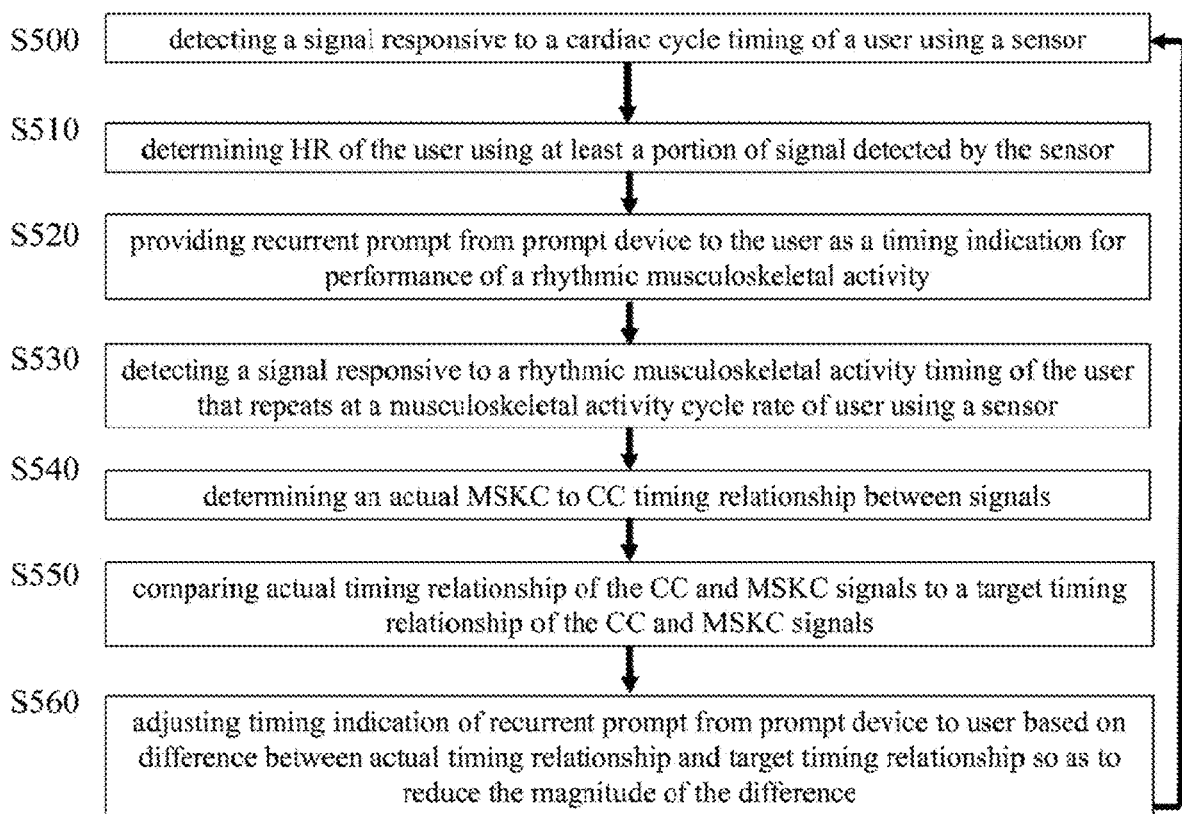 S500
detecting a signal responsive to a cardiac cycle timing of a user using a sensor
S510
determining HR of the user using at least a portion of signal detected by the sensor
S520
providing recurrent prompt from prompt device to the user as a timing indication for
performance of a rhythmic musculoskeletal activity
S530
detecting a signal responsive to a rhythmic musculoskeletal activity timing of the user
that repeats at a musculoskeletal activity cycle rate of user using a sensor
S540
determining an actual MSKC to CC timing relationship between signals
S550
comparing actual timing relationship of the CC and MSKC signals to a target timing
relationship of the CC and MSKC signals
S560
adjusting timing indication of recurrent prompt from prompt device to user based on
difference between actual timing relationship and target timing relationship so as to
reduce the magnitude of the difference